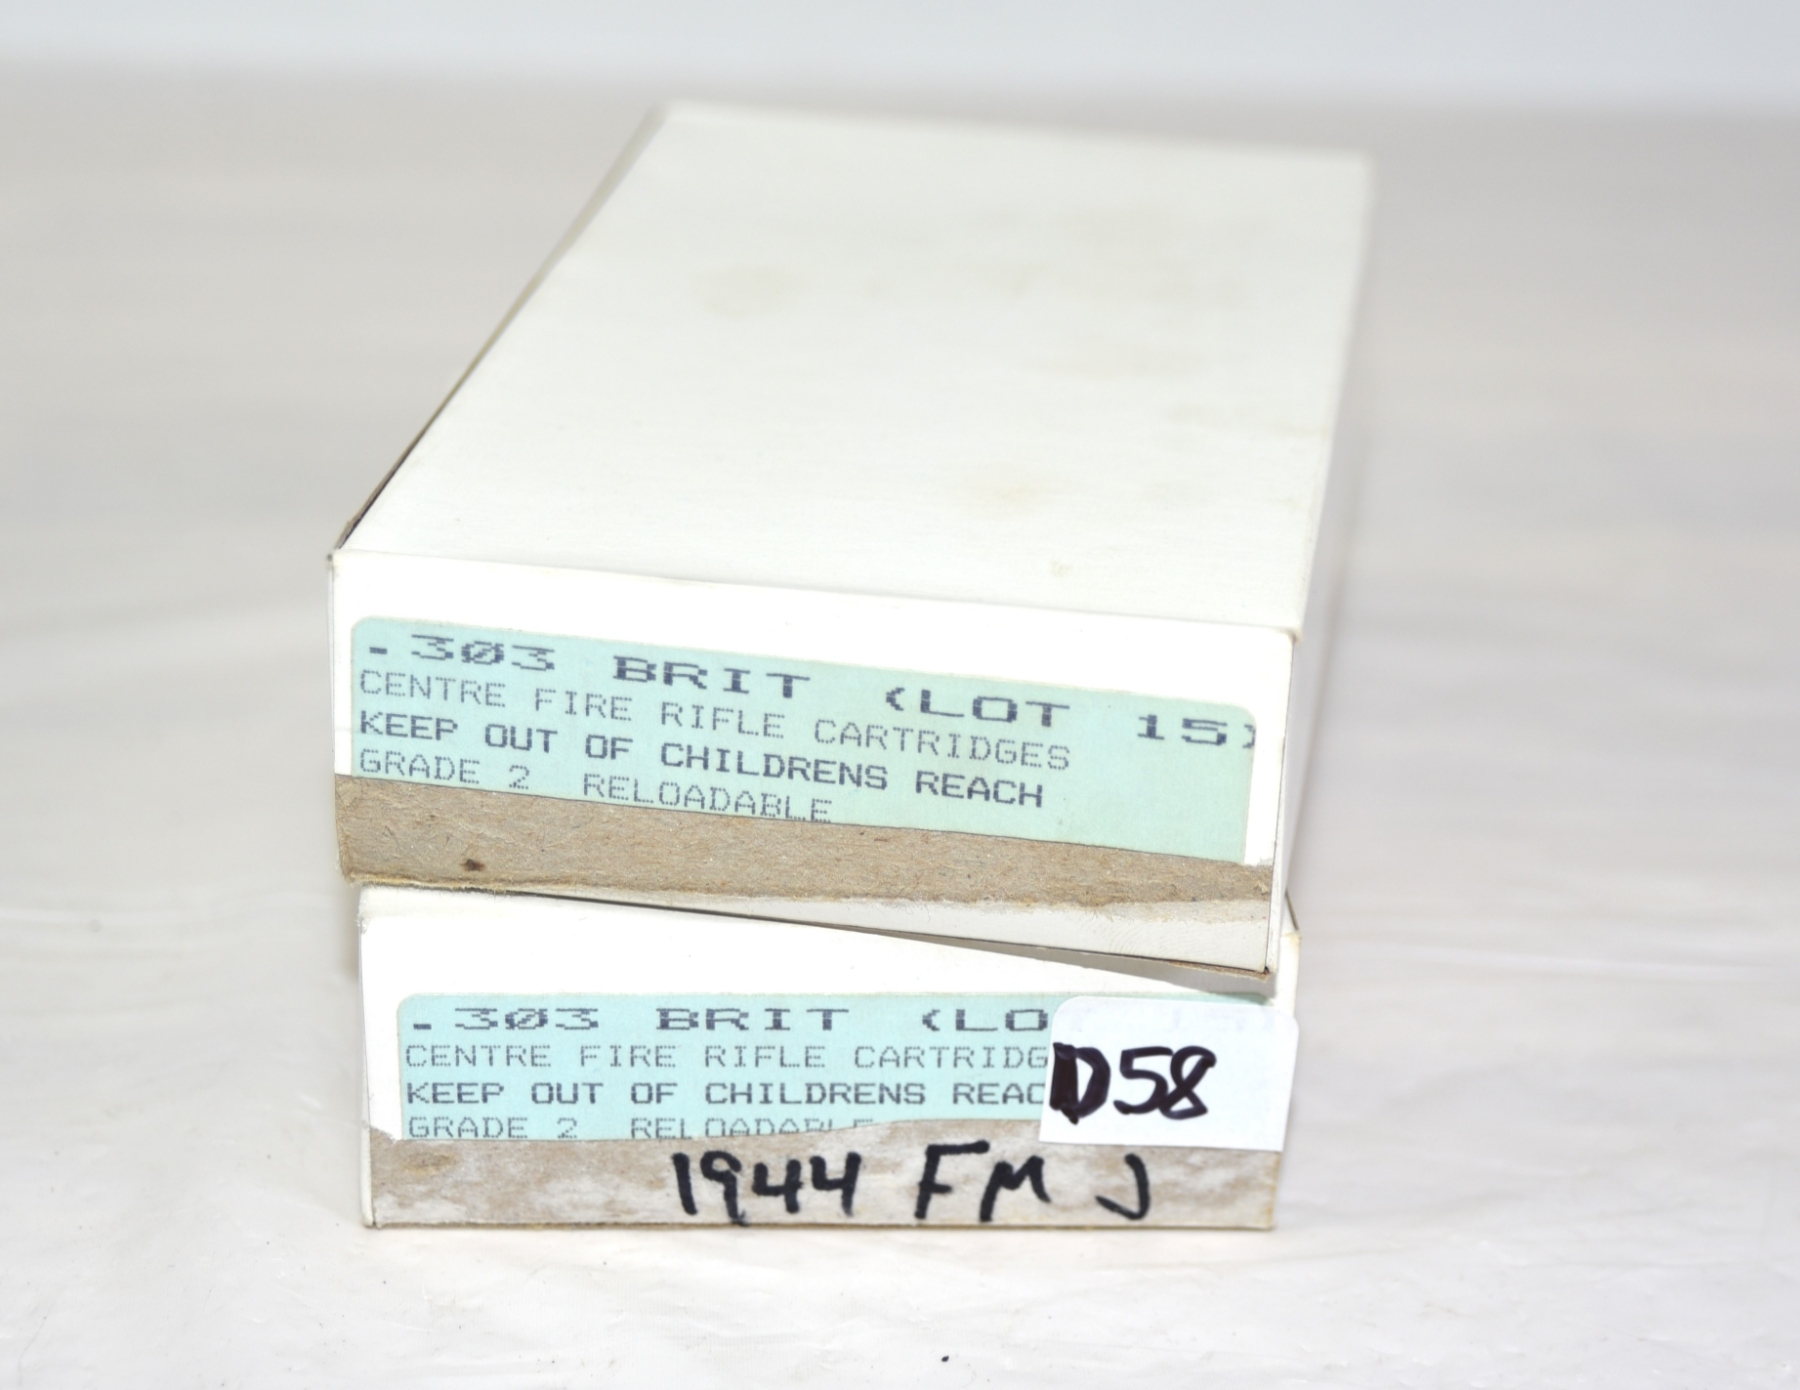 .303 BRIT (LOT 15)
CENTRE FIRE RIFLE CARTRIDGES
KEEP OUT OF CHILDRENS REACH
GRADE 2 RELOADABLE
.303 BRIT (LO
CENTRE FIRE RIFLE CARTRIDG
KEEP OUT OF CHILDRENS REAC
D58
GRADE 2 RELOADABLE
1944 FMJ